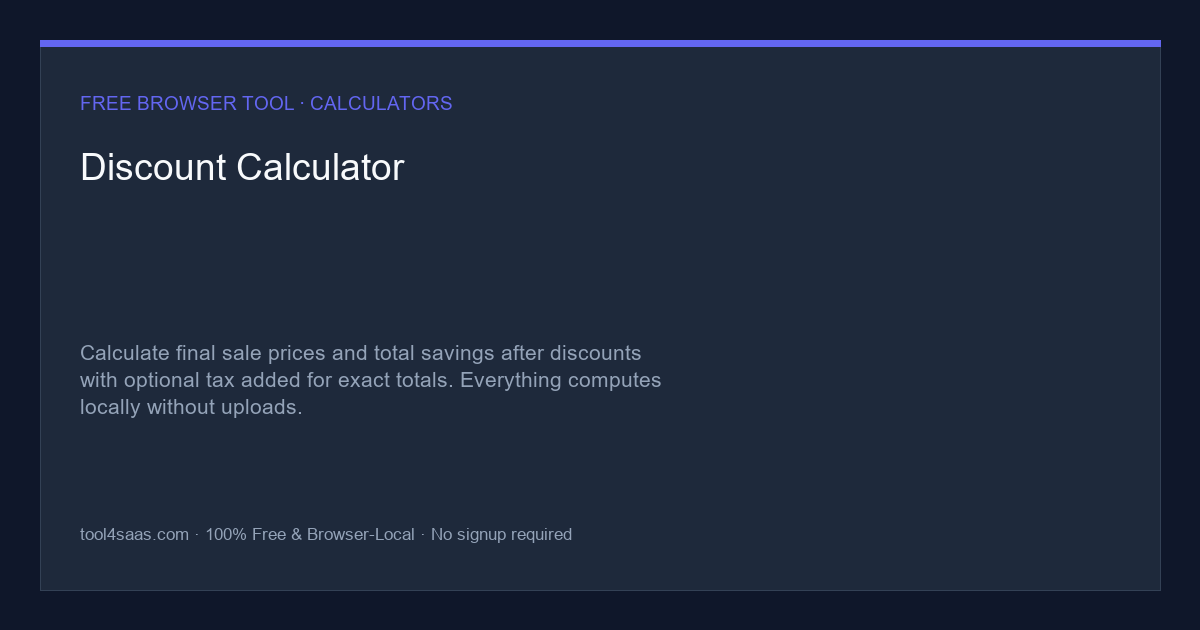 FREE BROWSER TOOL · CALCULATORS
Discount Calculator
Calculate final sale prices and total savings after discounts
with optional tax added for exact totals. Everything computes
locally without uploads.
tool4saas.com · 100% Free & Browser-Local · No signup required